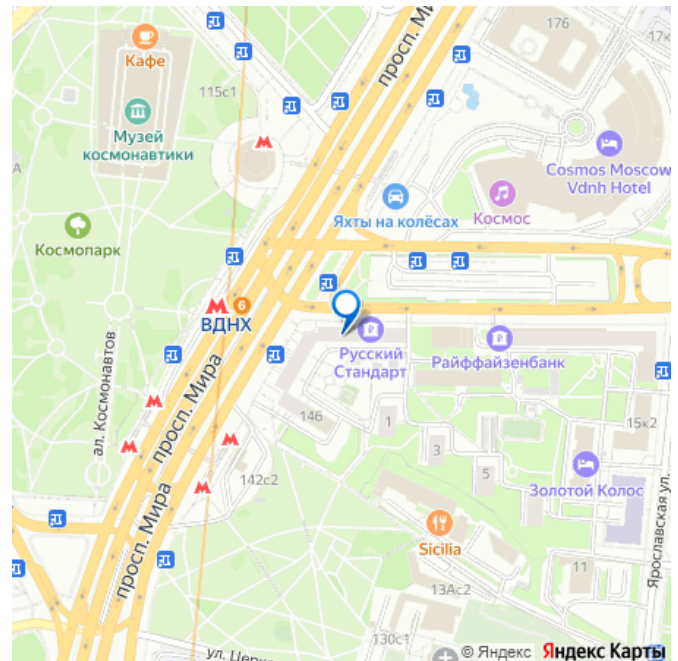 просп. Ми
176
17к
Кафе
115с1
Музей
космонавтики
А
Cosmos Moscow
Vdnh Hotel
Космос
Яхты на колёсах
Космопарк
6
ВДНХ
Русский
Стандарт
Райффайзенбанк
ал. Космонавтов
просп. Мира
146
1
3
5
15к2
142с2
Золотой Колос
просп. Мира
Sicilia
Ярославская ул.
11
13Ас2
130с1
ул. Церк
© Яндекс Яндекс Карты